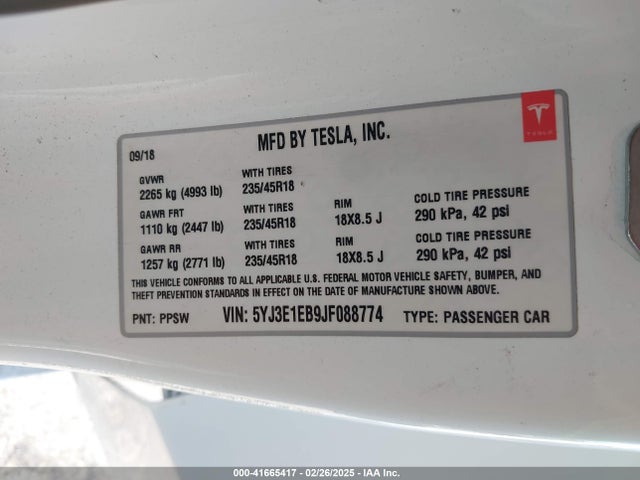 MFD BY TESLA, INC.
TESLA
09/18
GVWR WITH TIRES
2265 kg (4993 lb) 235/45R18
GAWR FRT WITH TIRES RIM COLD TIRE PRESSURE
1110 kg (2447 lb) 235/45R18 18X8.5 J 290 kPa, 42 psi
GAWR RR WITH TIRES RIM COLD TIRE PRESSURE
1257 kg (2771 lb) 235/45R18 18X8.5 J 290 kPa, 42 psi
THIS VEHICLE CONFORMS TO ALL APPLICABLE U.S. FEDERAL MOTOR VEHICLE SAFETY, BUMPER, AND
THEFT PREVENTION STANDARDS IN EFFECT ON THE DATE OF MANUFACTURE SHOWN ABOVE.
PNT: PPSW VIN: 5YJ3E1EB9JF088774 TYPE: PASSENGER CAR
000-41665417 - 02/26/2025 - IAA Inc.